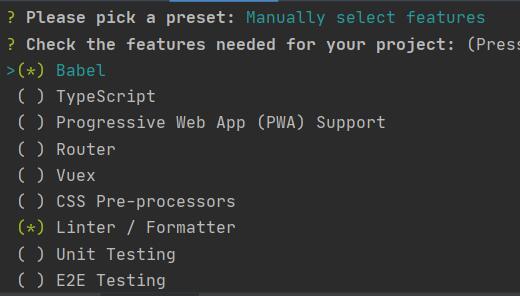 ? Please pick a preset: Manually select features
? Check the features needed for your project: (Press
>(*) Babel
( ) TypeScript
( ) Progressive Web App (PWA) Support
( ) Router
( ) Vuex
( ) CSS Pre-processors
(*) Linter / Formatter
( ) Unit Testing
( ) E2E Testing